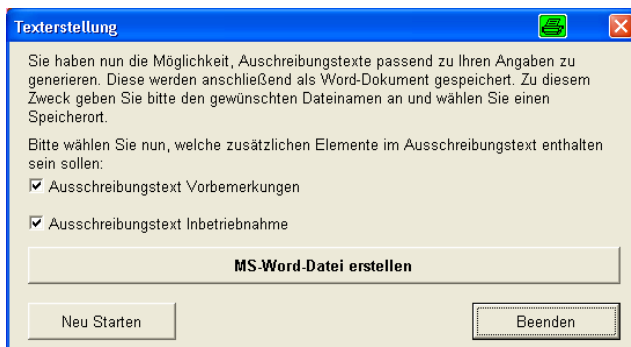 Texterstellung
Sie haben nun die Möglichkeit, Auschreibungstexte passend zu Ihren Angaben zu
generieren. Diese werden anschließend als Word-Dokument gespeichert. Zu diesem
Zweck geben Sie bitte den gewünschten Dateinamen an und wählen Sie einen
Speicherort.
Bitte wählen Sie nun, welche zusätzlichen Elemente im Ausschreibungstext enthalten
sein sollen:
Ausschreibungstext Vorbemerkungen
Ausschreibungstext Inbetriebnahme
MS-Word-Datei erstellen
Neu Starten
Beenden